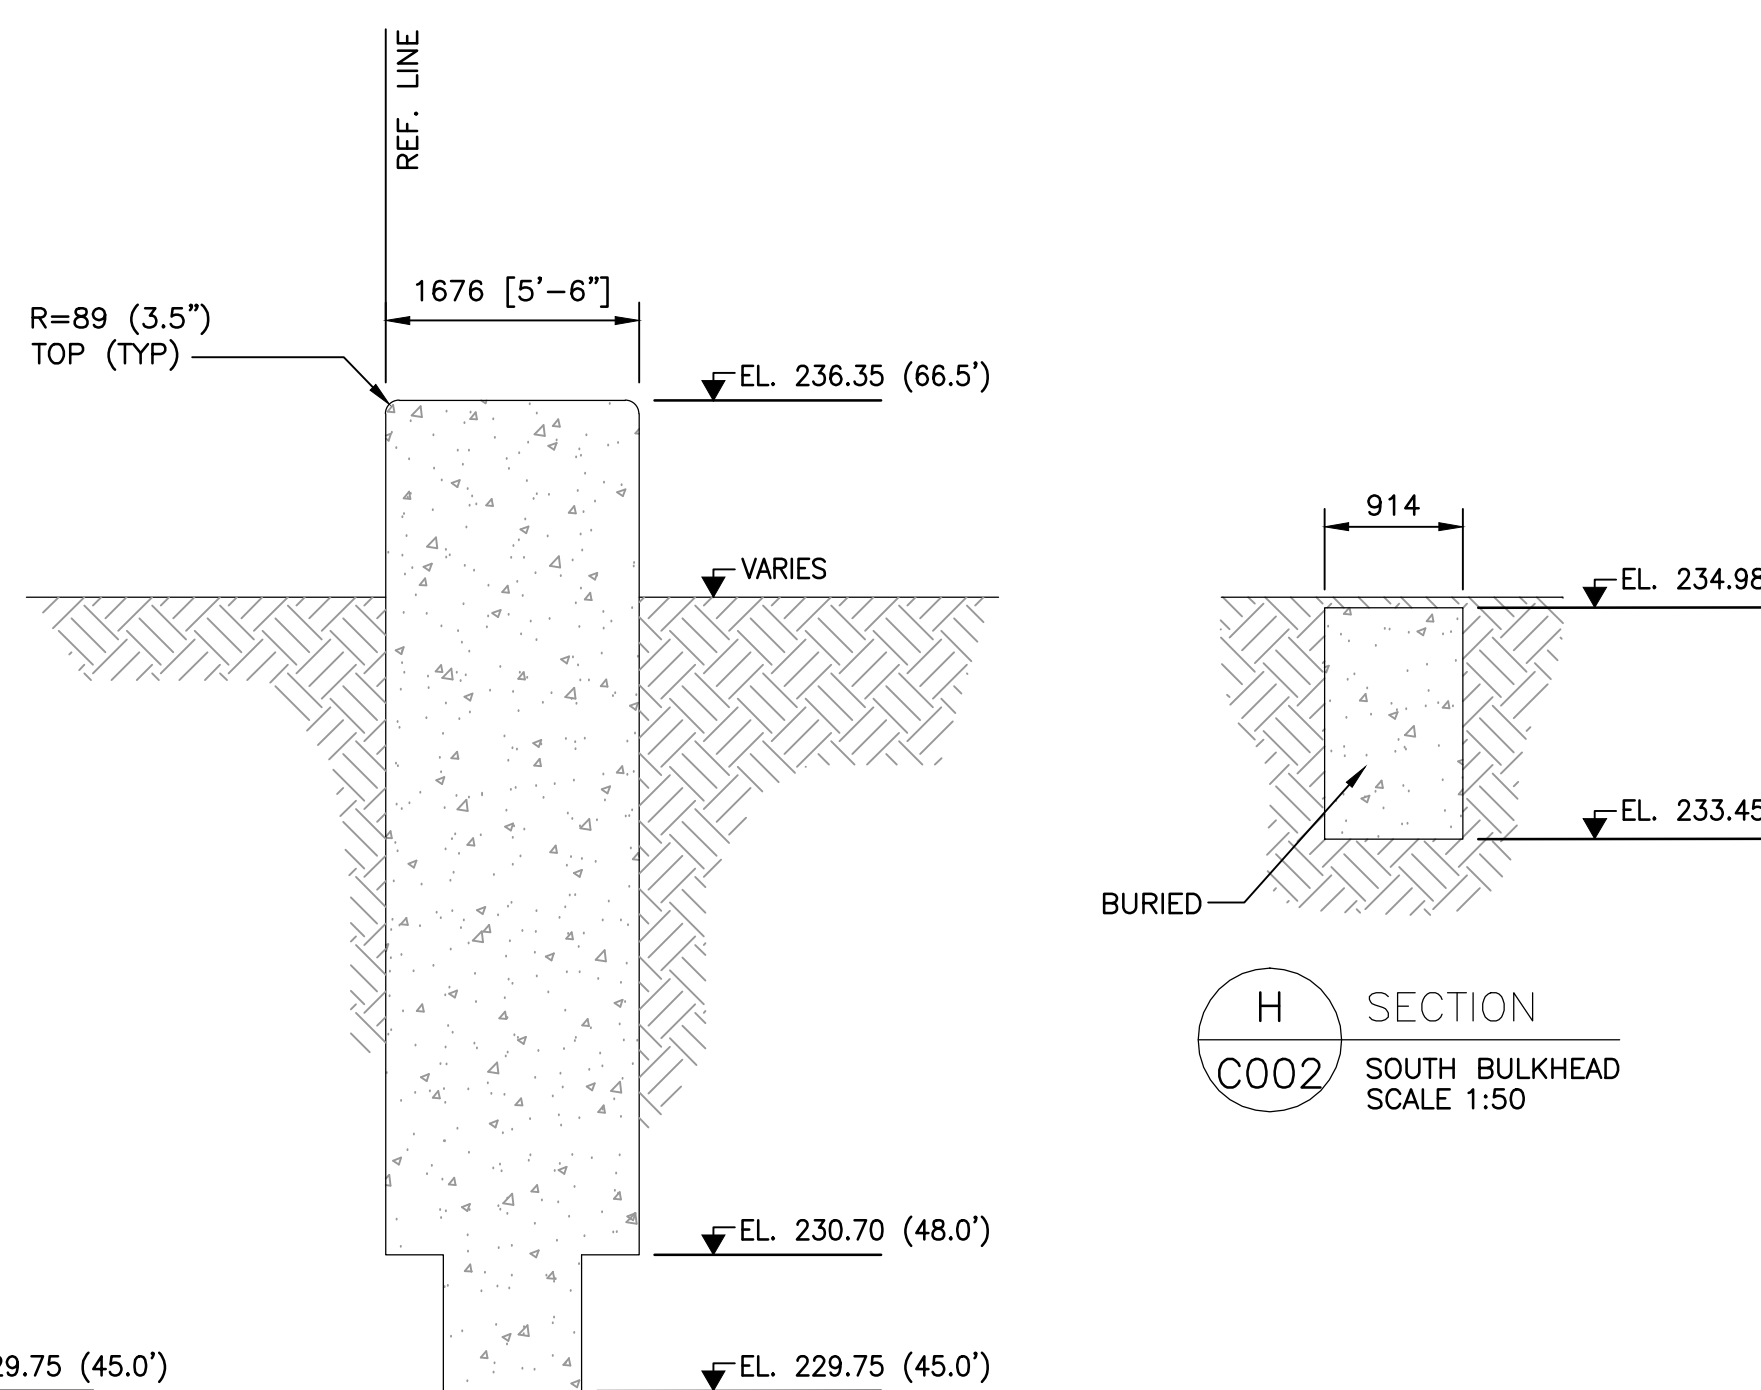 REF. LINE
1676 [5'-6"]
R=89 (3.5")
TOP (TYP)
EL. 236.35 (66.5')
VARIES
914
EL. 234.98
EL. 233.45
BURIED
H
SECTION
C002
SOUTH BULKHEAD
SCALE 1:50
EL. 230.70 (48.0')
29.75 (45.0')
EL. 229.75 (45.0')